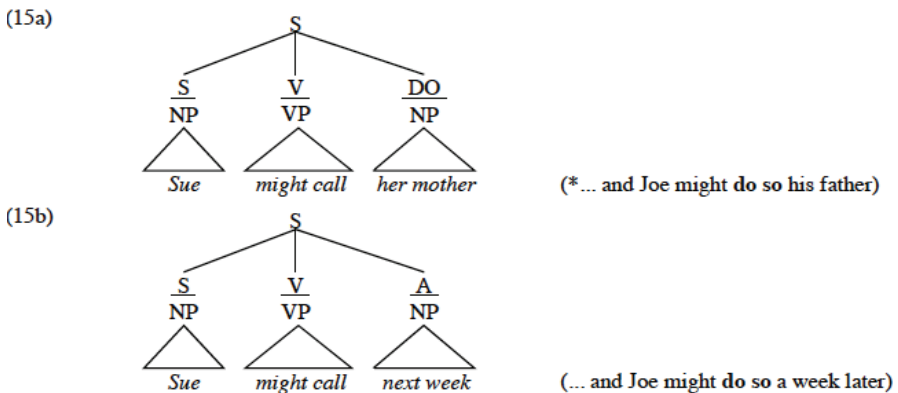 (15a)
S
S V DO
NP VP NP
Sue might call her mother (*... and Joe might do so his father)
(15b)
S
S V A
NP VP NP
Sue might call next week (... and Joe might do so a week later)